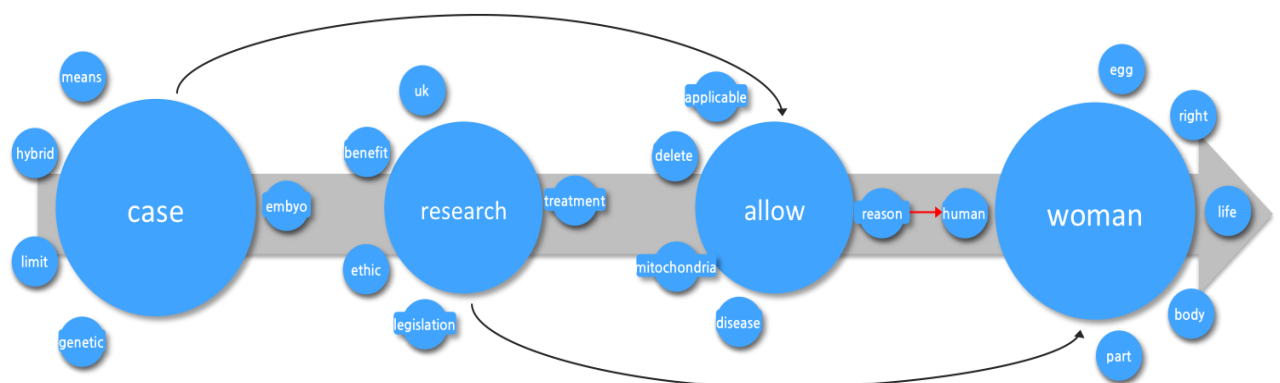 means
hybrid
case
embyo
limit
genetic
uk
benefit
research
treatment
ethic
legislation
applicable
delete
allow
reason
mitochondria
disease
egg
right
human
woman
life
body
part